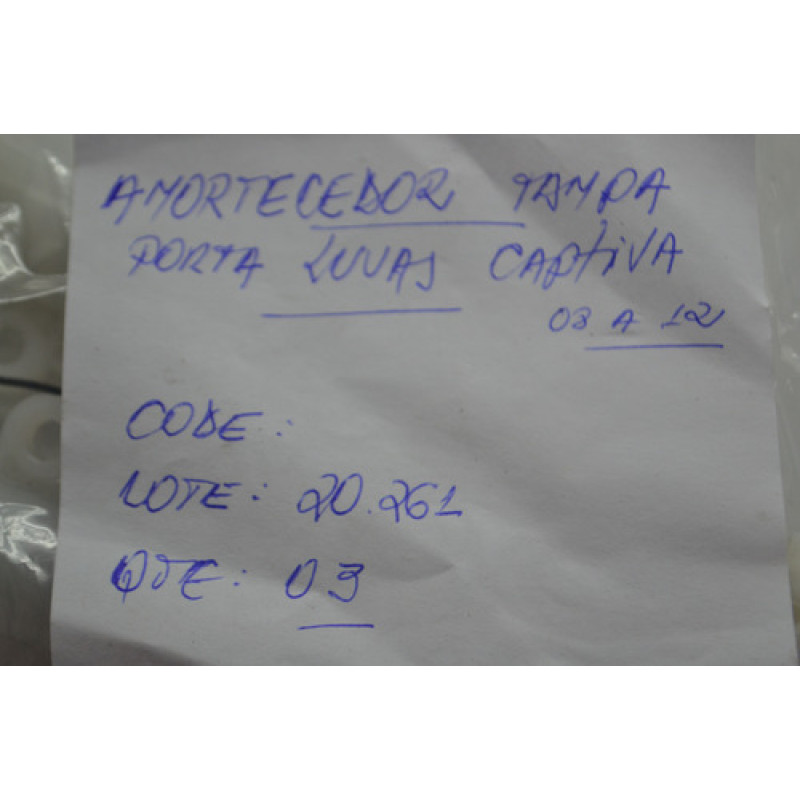 AMORTECEDOR TAMPA
PORTA LUVAS CAPTIVA
08 A 12
CODE:
LOTE: 20.261
QTE: 03